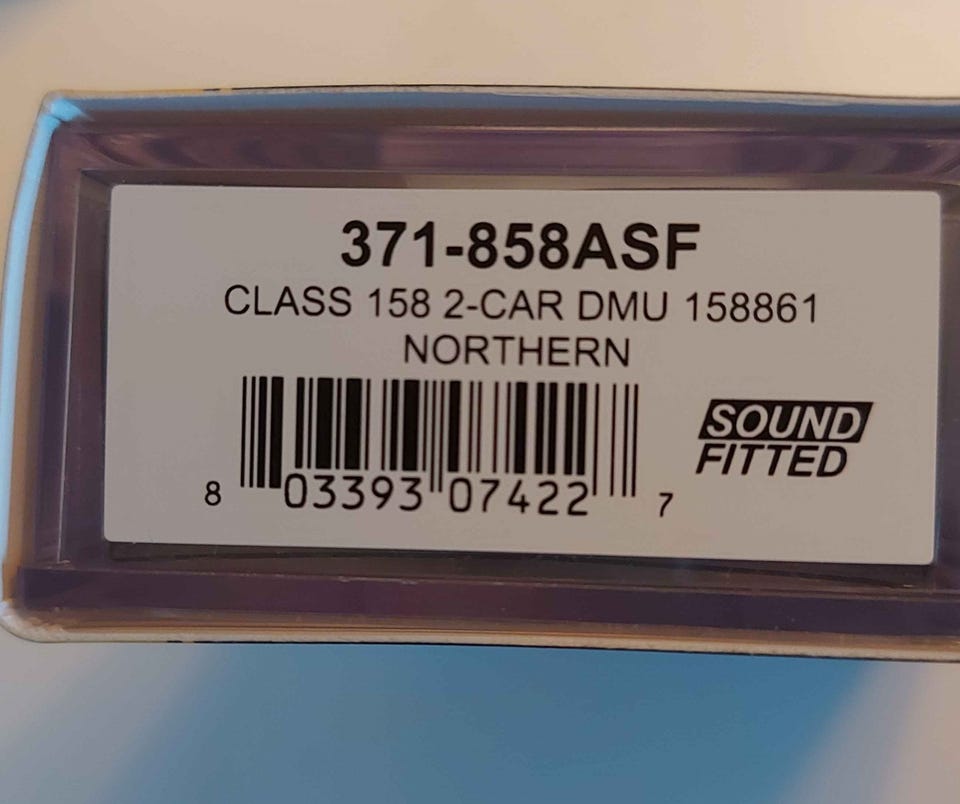 371-858ASF
CLASS 158 2-CAR DMU 158861
NORTHERN
SOUND
FITTED
8 03393 07422 7